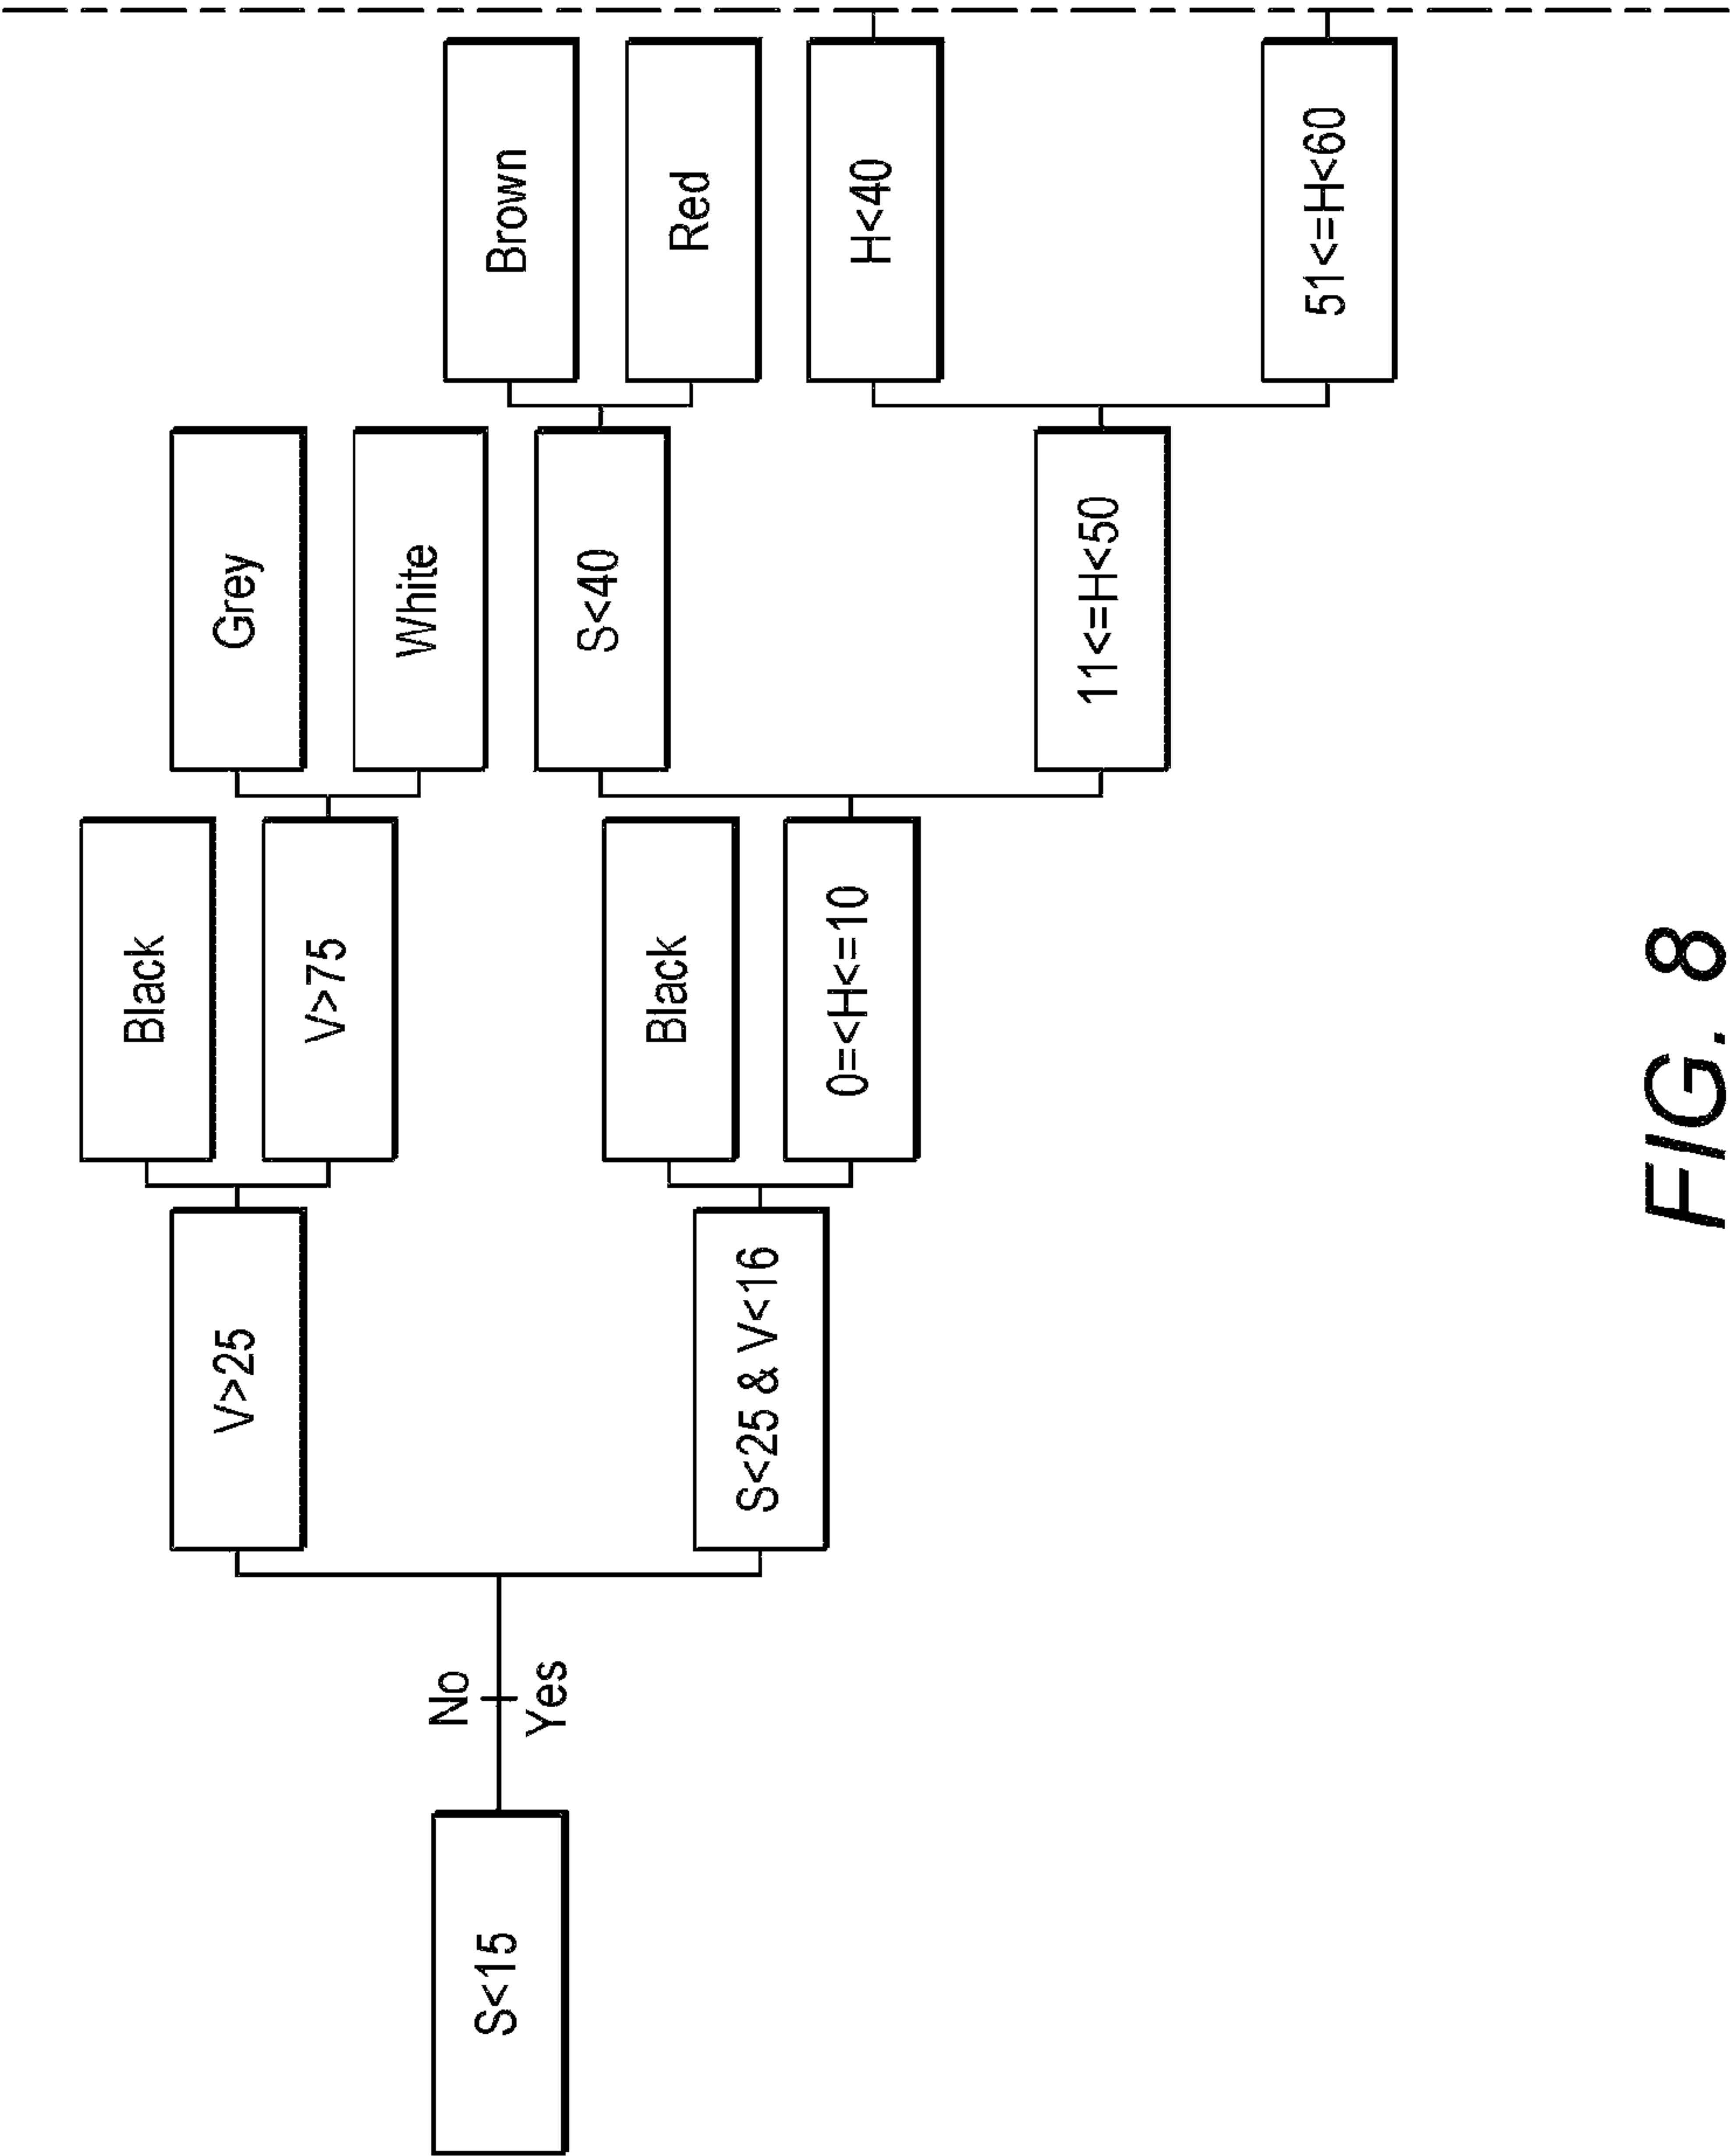 S<15
No
Yes
V>25
S<25 & V<16
Black
V>75
Black
0=<H<=10
Grey
White
S<40
11<=H<50
Brown
Red
H<40
51<=H<60
FIG. 8